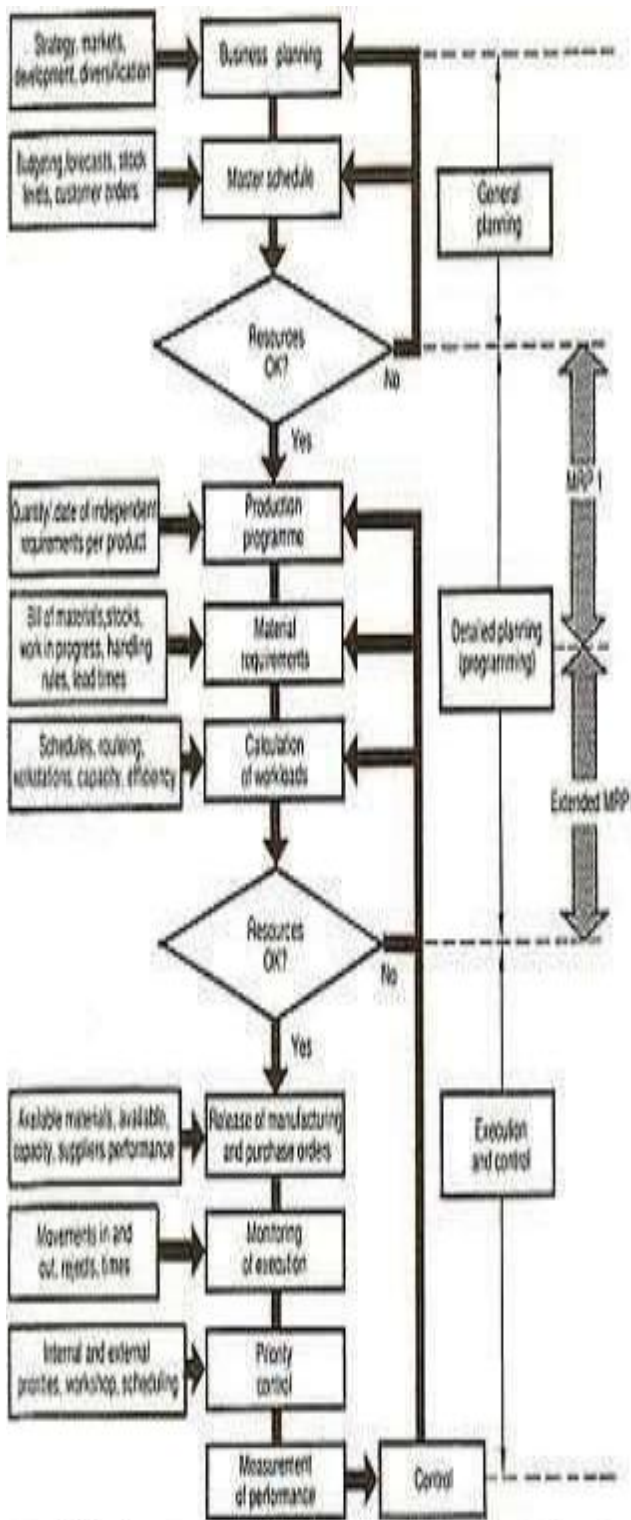 Strategy, markets,
development, diversification
Business planning
Budgeting, forecasts, stock
levels, customer orders
Master schedule
General
planning
Resources
OK?
No
Yes
MRP 1
Quantity/date of independent
requirements per product
Production
programme
Bill of materials, stocks,
work in progress, handling
rules, lead times
Material
requirements
Detailed planning
(programming)
Schedules, routeing,
workstations, capacity, efficiency
Calculation
of workloads
Extended MRP
Resources
OK?
No
Yes
Available materials, available,
capacity, suppliers performance
Release of manufacturing
and purchase orders
Execution
and control
Movements in and
out, rejects, times
Monitoring
of execution
Internal and external
priorities, workshop, scheduling
Priority
control
Measurement
of performance
Control